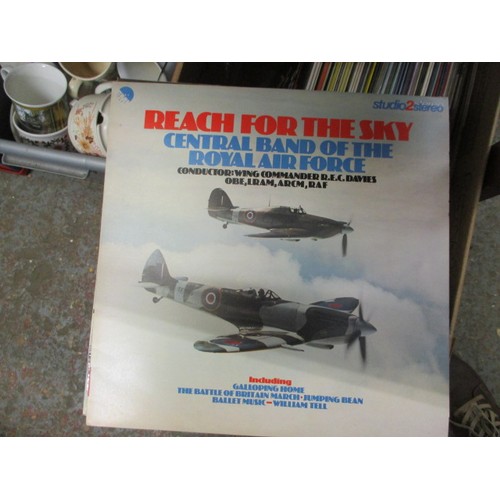 studio2stereo
REACH FOR THE SKY
CENTRAL BAND OF THE
ROYAL AIR FORCE
CONDUCTOR: WING COMMANDER R.E.C. DAVIES
OBE, LRAM, ARCM, RAF
Including
GALLOPING HOME
THE BATTLE OF BRITAIN MARCH · JUMPING BEAN
BALLET MUSIC — WILLIAM TELL